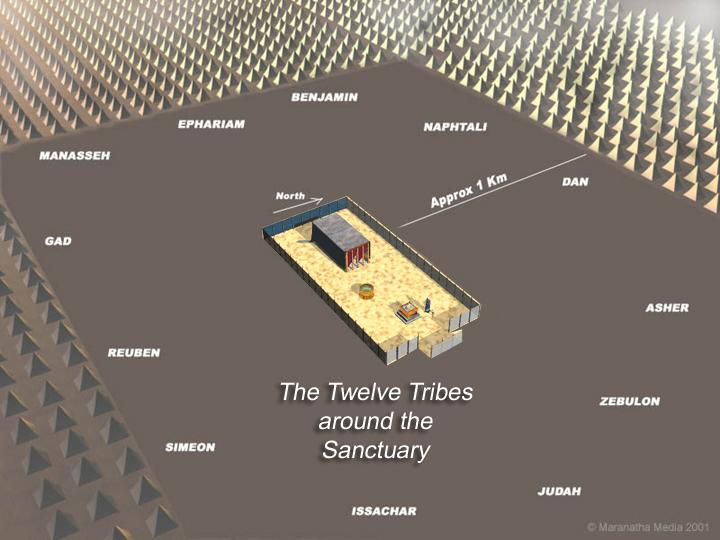 BENJAMIN
EPHARIAM
NAPHTALI
MANASSEH
DAN
Approx 1 Km
North
GAD
ASHER
REUBEN
The Twelve Tribes
around the
Sanctuary
ZEBULON
SIMEON
JUDAH
ISSACHAR
© Maranatha Media 2001